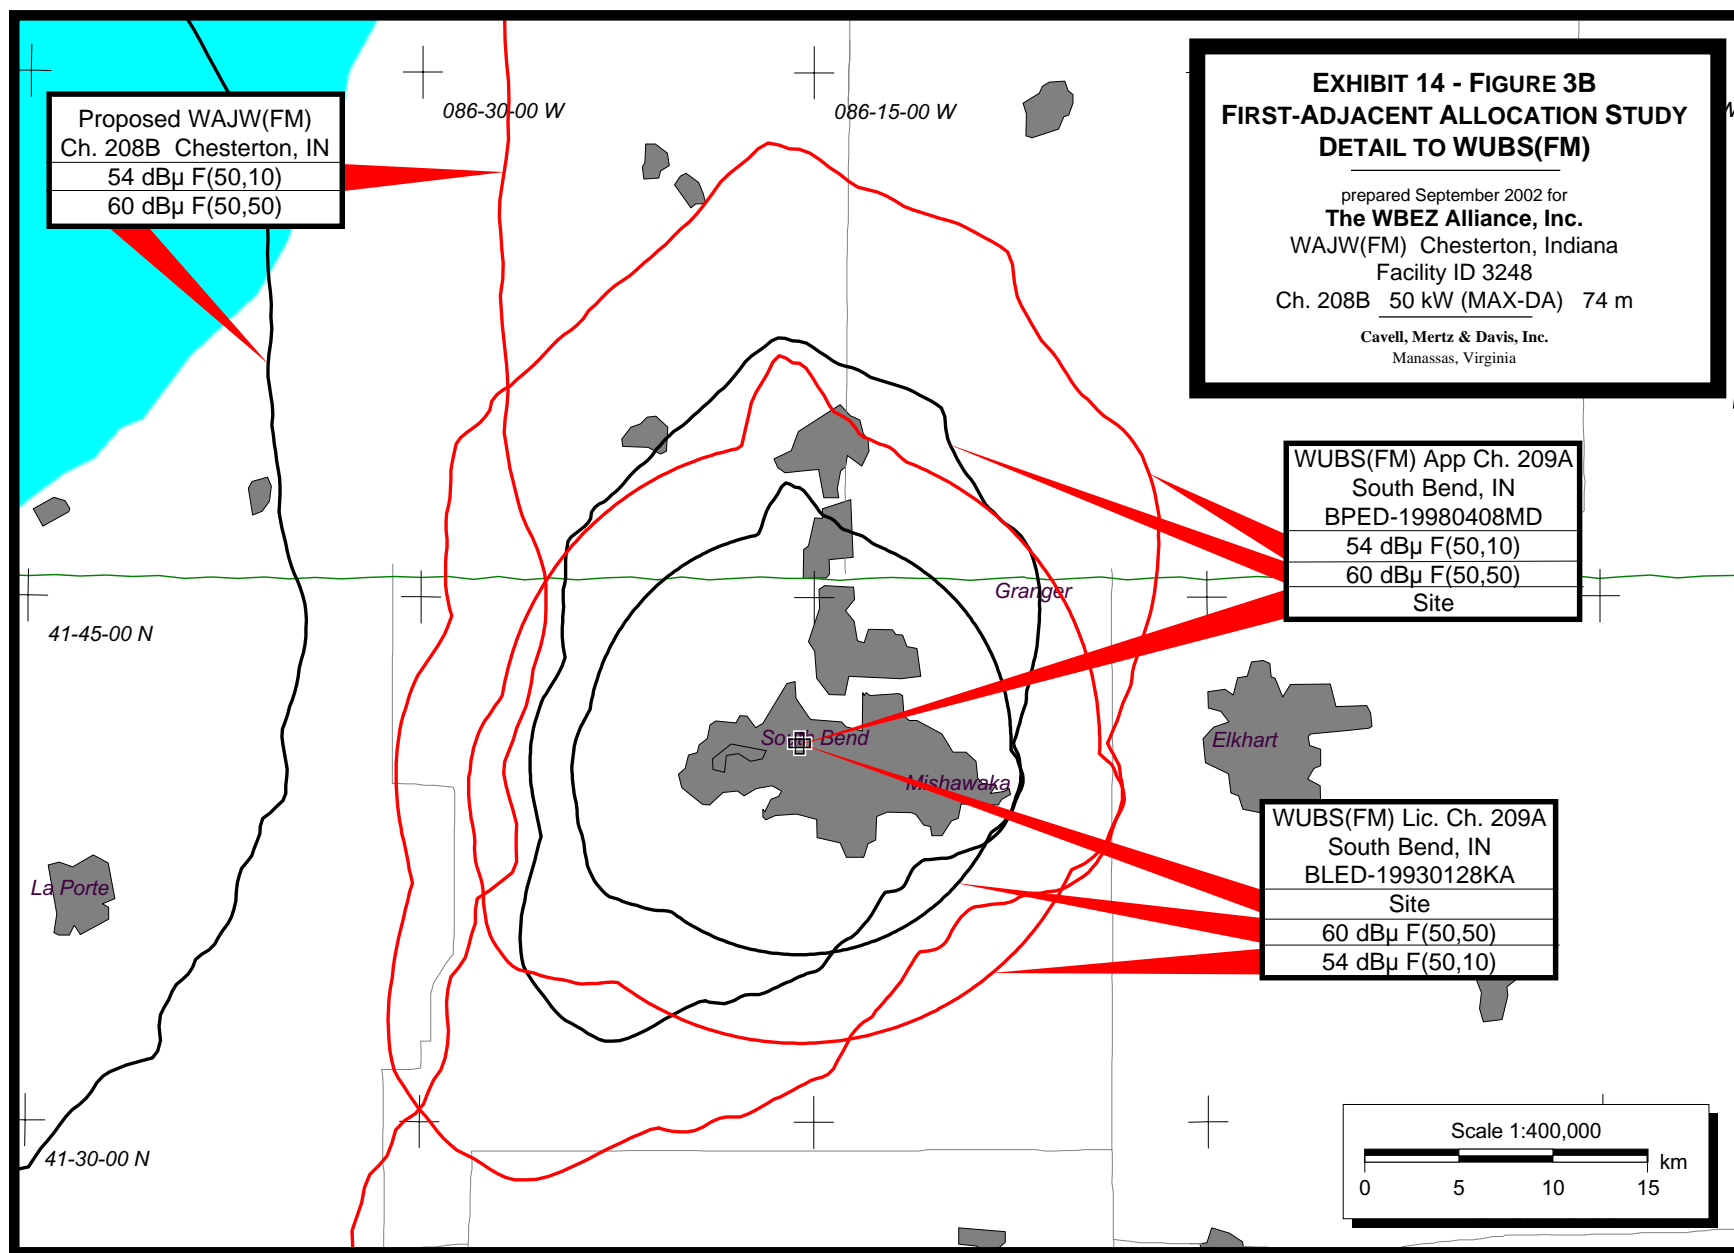 EXHIBIT 14 - FIGURE 3B
FIRST-ADJACENT ALLOCATION STUDY
DETAIL TO WUBS(FM)
prepared September 2002 for
The WBEZ Alliance, Inc.
WAJW(FM) Chesterton, Indiana
Facility ID 3248
Ch. 208B 50 kW (MAX-DA) 74 m
Cavell, Mertz & Davis, Inc.
Manassas, Virginia
Proposed WAJW(FM)
Ch. 208B Chesterton, IN
54 dBµ F(50,10)
60 dBµ F(50,50)
086-30-00 W
086-15-00 W
WUBS(FM) App Ch. 209A
South Bend, IN
BPED-19980408MD
54 dBµ F(50,10)
60 dBµ F(50,50)
Site
Granger
41-45-00 N
South Bend
Elkhart
Mishawaka
WUBS(FM) Lic. Ch. 209A
South Bend, IN
BLED-19930128KA
Site
60 dBµ F(50,50)
54 dBµ F(50,10)
La Porte
41-30-00 N
Scale 1:400,000
km
0 5 10 15